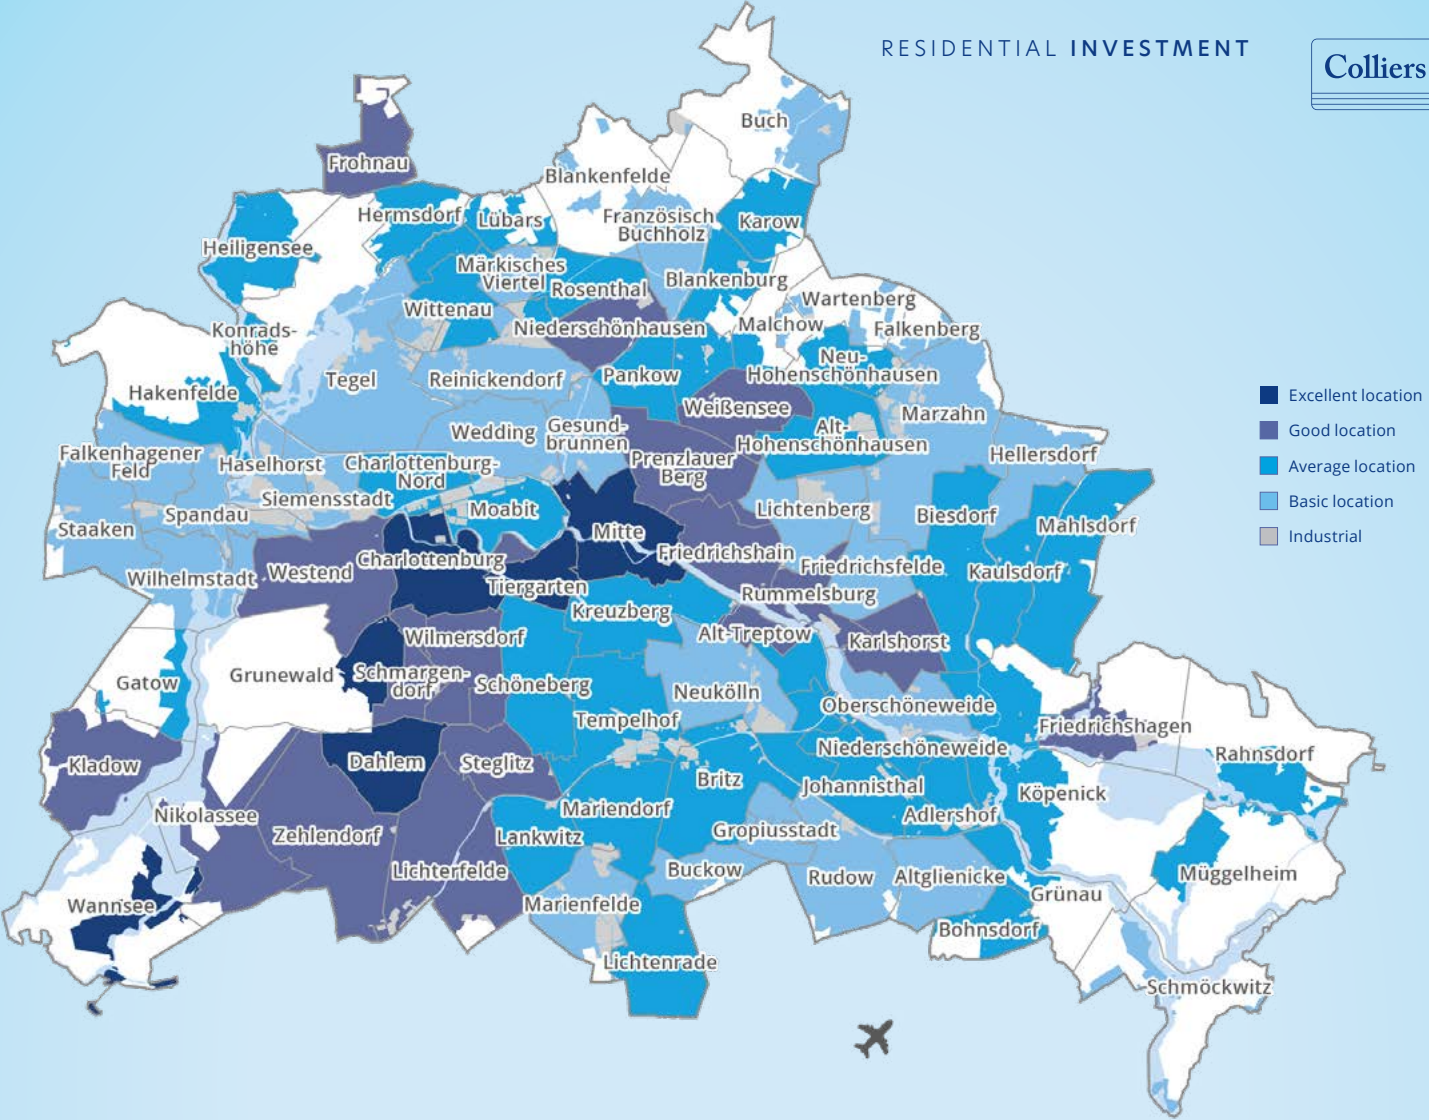 RESIDENTIAL INVESTMENT
Colliers
Buch
Frohnau
Blankenfelde
Hermsdorf
Lübars
Französisch
Buchholz
Karow
Heiligensee
Märkisches
Viertel
Rosenthal
Blankenburg
Wartenberg
Wittenau
Niederschönhausen
Malchow
Falkenberg
Konrads-
höhe
Neu-
Hohenschönhausen
Tegel
Reinickendorf
Pankow
Hakenfelde
Weißensee
Marzahn
Wedding
Gesund-
brunnen
Alt-
Hohenschönhausen
Falkenhagener
Feld
Haselhorst
Charlottenburg-
Nord
Prenzlauer
Berg
Hellersdorf
Siemensstadt
Moabit
Lichtenberg
Biesdorf
Mahlsdorf
Staaken
Spandau
Mitte
Charlottenburg
Friedrichshain
Friedrichsfelde
Kaulsdorf
Wilhelmstadt
Westend
Tiergarten
Rummelsburg
Kreuzberg
Wilmersdorf
Alt-Treptow
Karlshorst
Gatow
Grunewald
Schmargen-
dorf
Schöneberg
Neukölln
Oberschöneweide
Tempelhof
Friedrichshagen
Niederschöneweide
Rahnsdorf
Kladow
Dahlem
Steglitz
Britz
Johannisthal
Köpenick
Nikolassee
Mariendorf
Adlershof
Zehlendorf
Lankwitz
Gropiusstadt
Lichterfelde
Buckow
Rudow
Altglienicke
Müggelheim
Grünau
Wannsee
Marienfelde
Bohnsdorf
Lichtenrade
Schmöckwitz
Excellent location
Good location
Average location
Basic location
Industrial